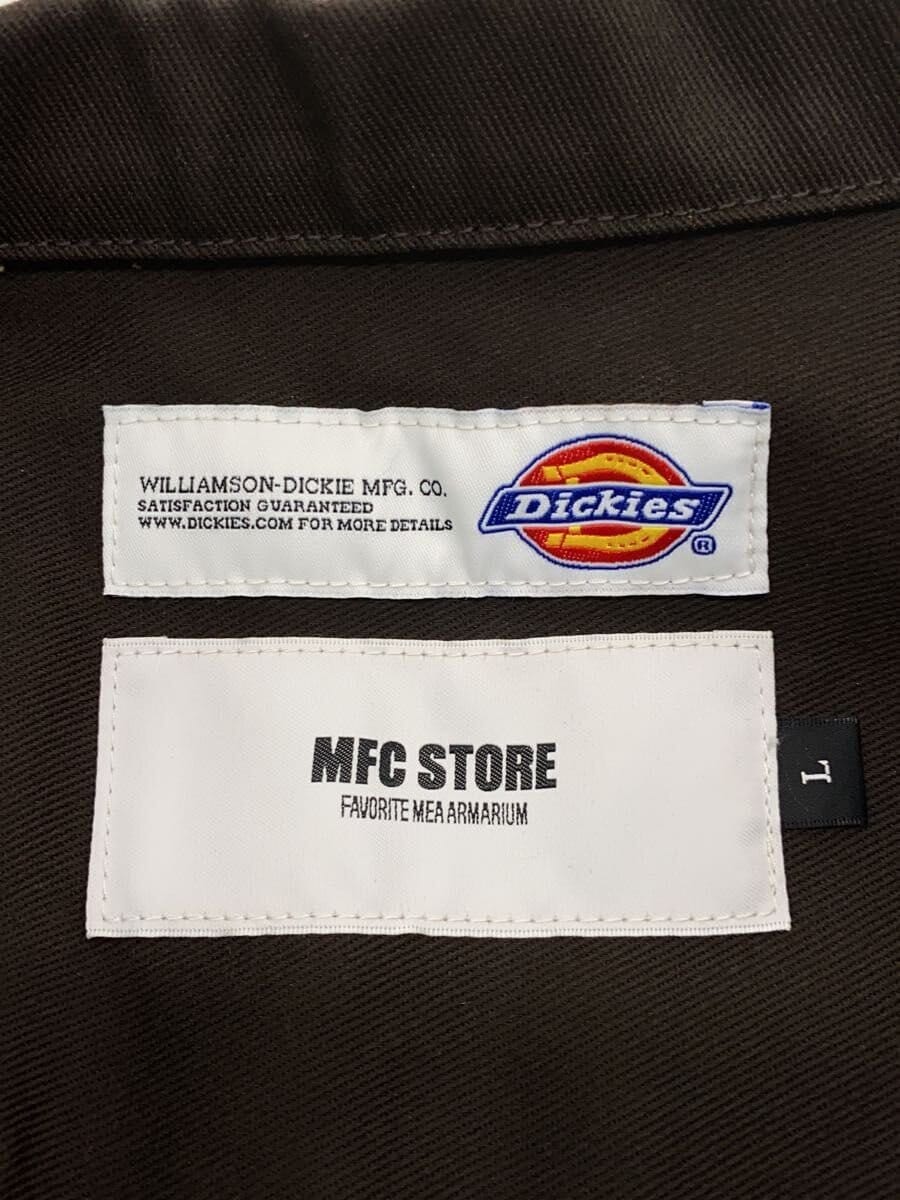 WILLIAMSON-DICKIE MFG. CO.
SATISFACTION GUARANTEED
WWW.DICKIES.COM FOR MORE DETAILS
Dickies®
MFC STORE
FAVORITE MEA ARMARIUM
L